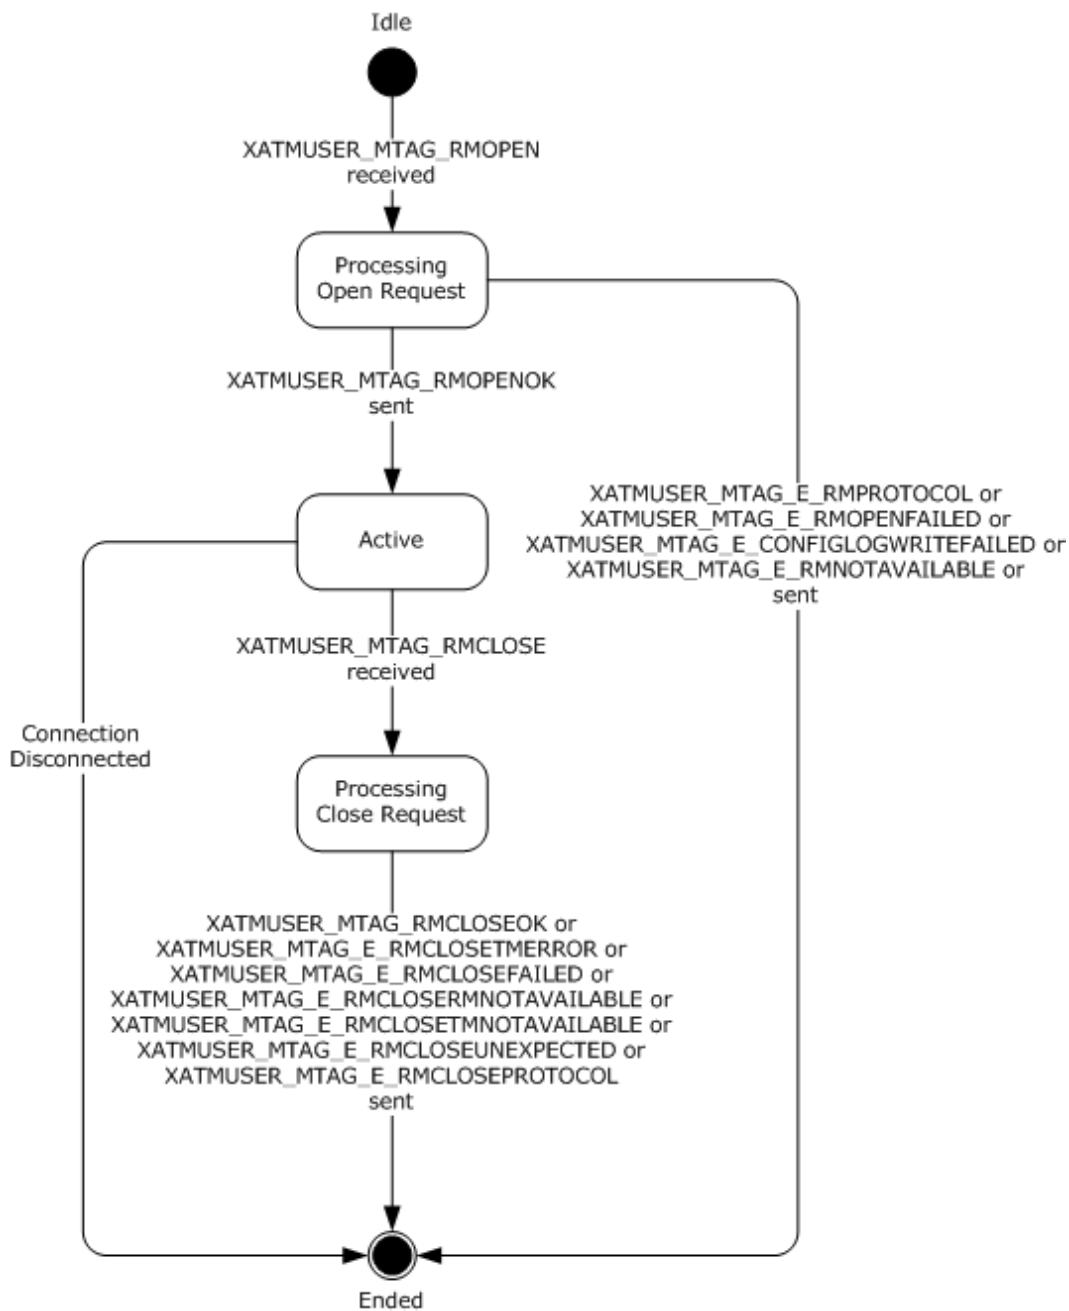 Idle
XATMUSER_MTAG_RMOPEN
received
Processing
Open Request
XATMUSER_MTAG_RMOPENOK
sent
XATMUSER_MTAG_E_RMPROTOCOL or
XATMUSER_MTAG_E_RMOPENFAILED or
XATMUSER_MTAG_E_CONFIGLOGWRITEFAILED or
XATMUSER_MTAG_E_RMNOTAVAILABLE or
sent
Active
XATMUSER_MTAG_RMCLOSE
received
Connection
Disconnected
Processing
Close Request
XATMUSER_MTAG_RMCLOSEOK or
XATMUSER_MTAG_E_RMCLOSETMERROR or
XATMUSER_MTAG_E_RMCLOSEFAILED or
XATMUSER_MTAG_E_RMCLOSERMNOTAVAILABLE or
XATMUSER_MTAG_E_RMCLOSETMNOTAVAILABLE or
XATMUSER_MTAG_E_RMCLOSEUNEXPECTED or
XATMUSER_MTAG_E_RMCLOSEPROTOCOL
sent
Ended